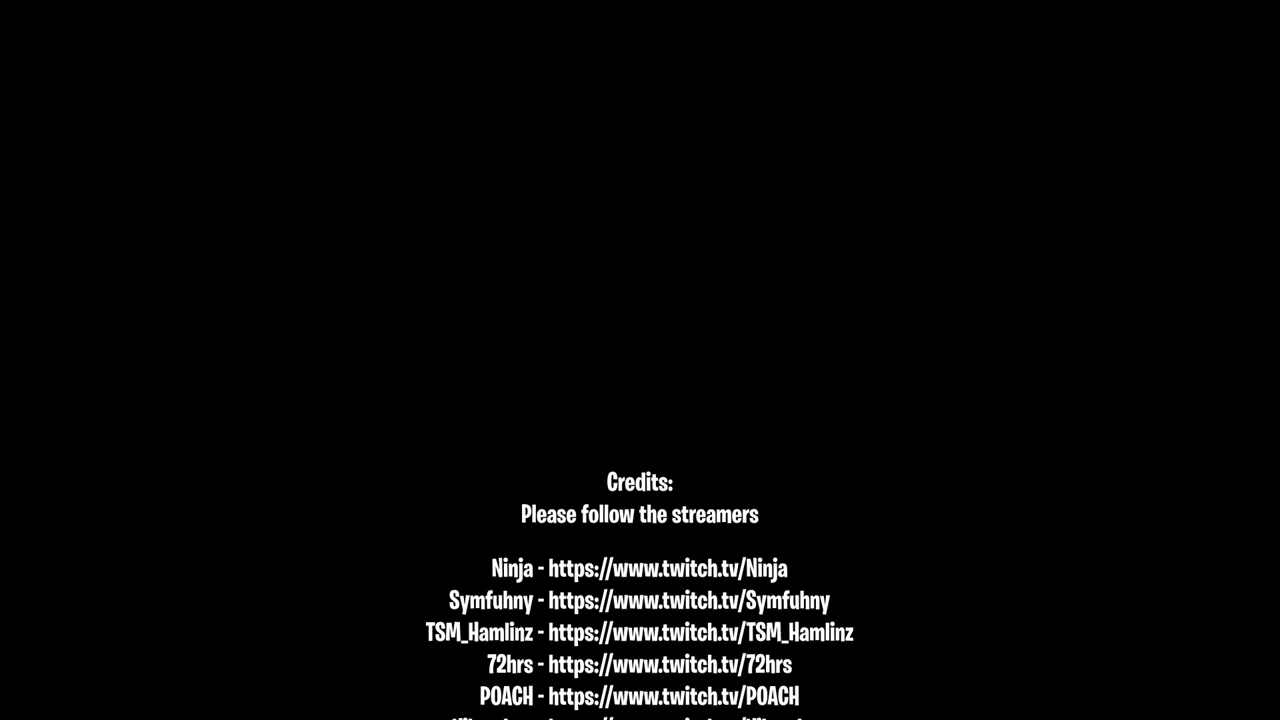 Credits:
Please follow the streamers
Ninja - https://www.twitch.tv/Ninja
Symfuhny - https://www.twitch.tv/Symfuhny
TSM_Hamlinz - https://www.twitch.tv/TSM_Hamlinz
72hrs - https://www.twitch.tv/72hrs
POACH - https://www.twitch.tv/POACH